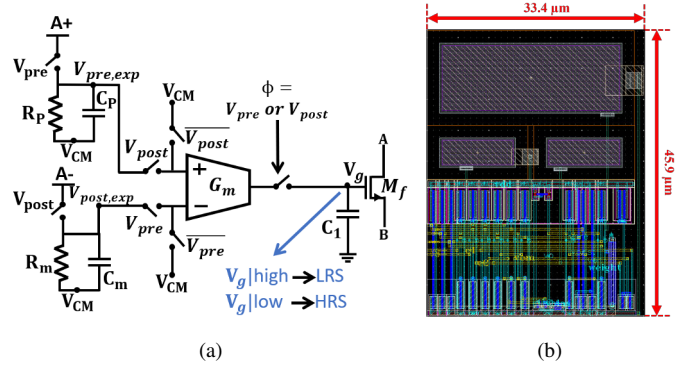 A+
V_pre
V_pre,exp
R_P
C_P
V_CM
V_CM
V_post
V_post
ϕ =
V_pre or V_post
+
G_m
−
V_g
A
M_f
B
C_1
A-
V_post
V_post,exp
V_pre
V_pre
R_m
C_m
V_CM
V_CM
V_g|high → LRS
V_g|low → HRS
(a)
33.4 μm
45.9 μm
weight
(b)